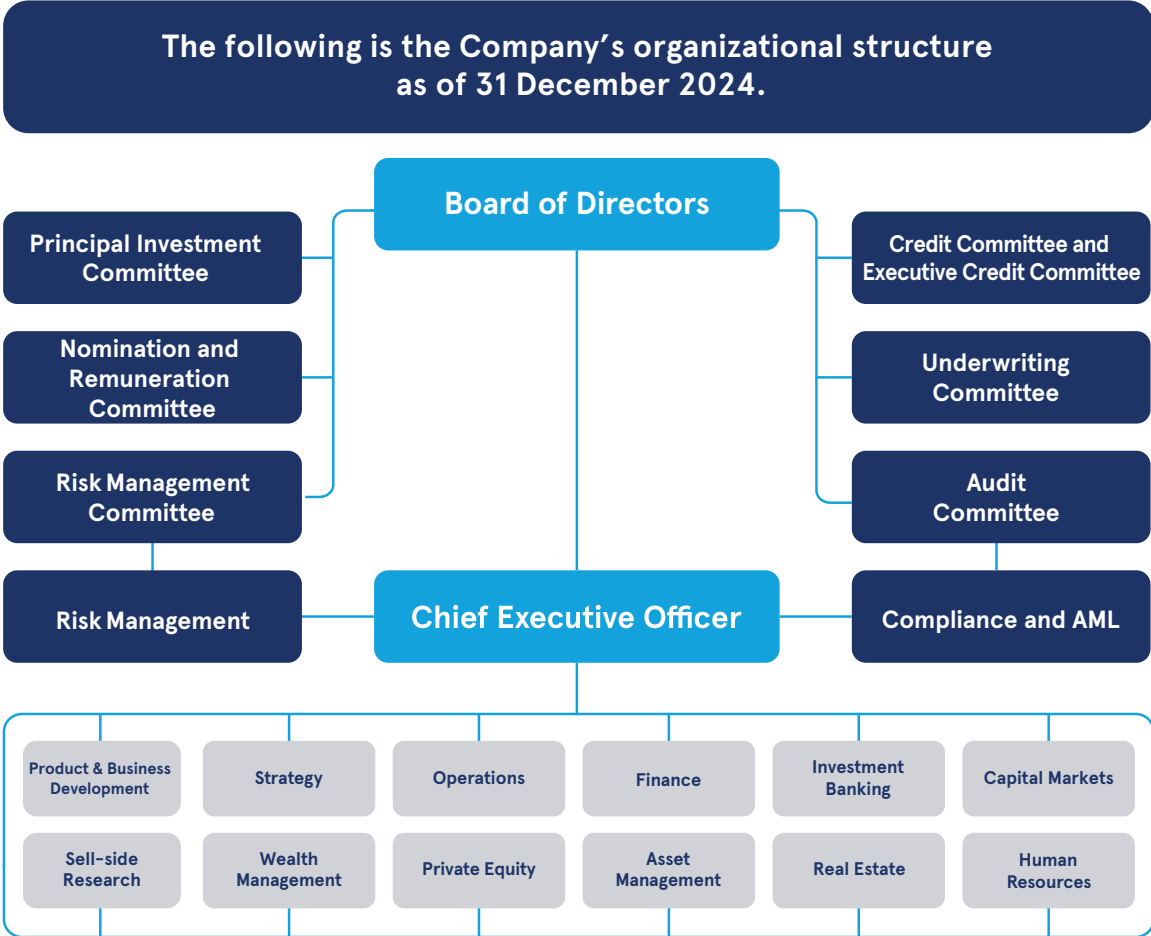 The following is the Company's organizational structure
as of 31 December 2024.
Board of Directors
Principal Investment
Committee
Nomination and
Remuneration
Committee
Risk Management
Committee
Risk Management
Credit Committee and
Executive Credit Committee
Underwriting
Committee
Audit
Committee
Compliance and AML
Chief Executive Officer
Product & Business
Development
Strategy
Operations
Finance
Investment
Banking
Capital Markets
Sell-side
Research
Wealth
Management
Private Equity
Asset
Management
Real Estate
Human
Resources